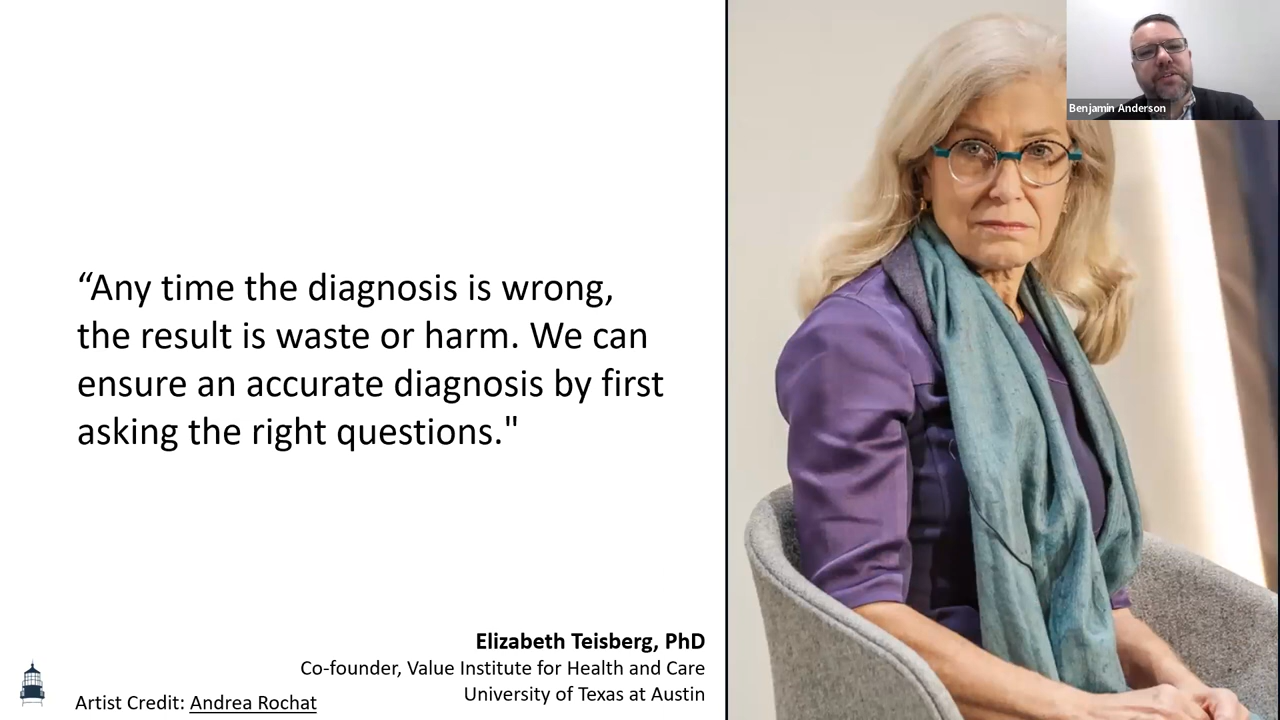 “Any time the diagnosis is wrong,
the result is waste or harm. We can
ensure an accurate diagnosis by first
asking the right questions."
Elizabeth Teisberg, PhD
Co-founder, Value Institute for Health and Care
University of Texas at Austin
Artist Credit: Andrea Rochat
Benjamin Anderson